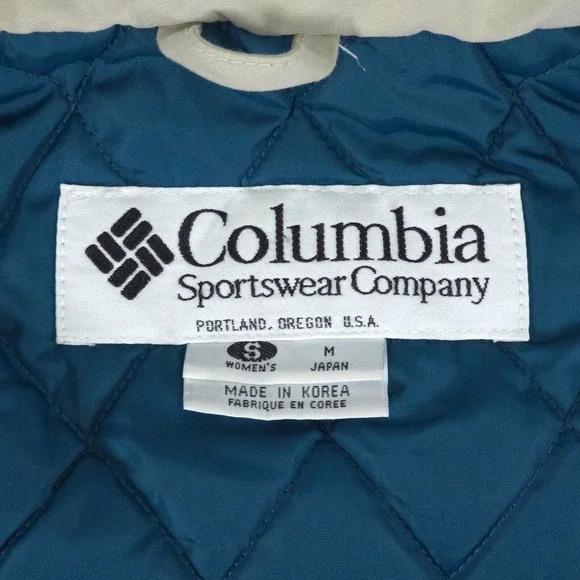 Columbia
Sportswear Company
PORTLAND, OREGON U.S.A.
S M
WOMEN'S JAPAN
MADE IN KOREA
FABRIQUE EN COREE